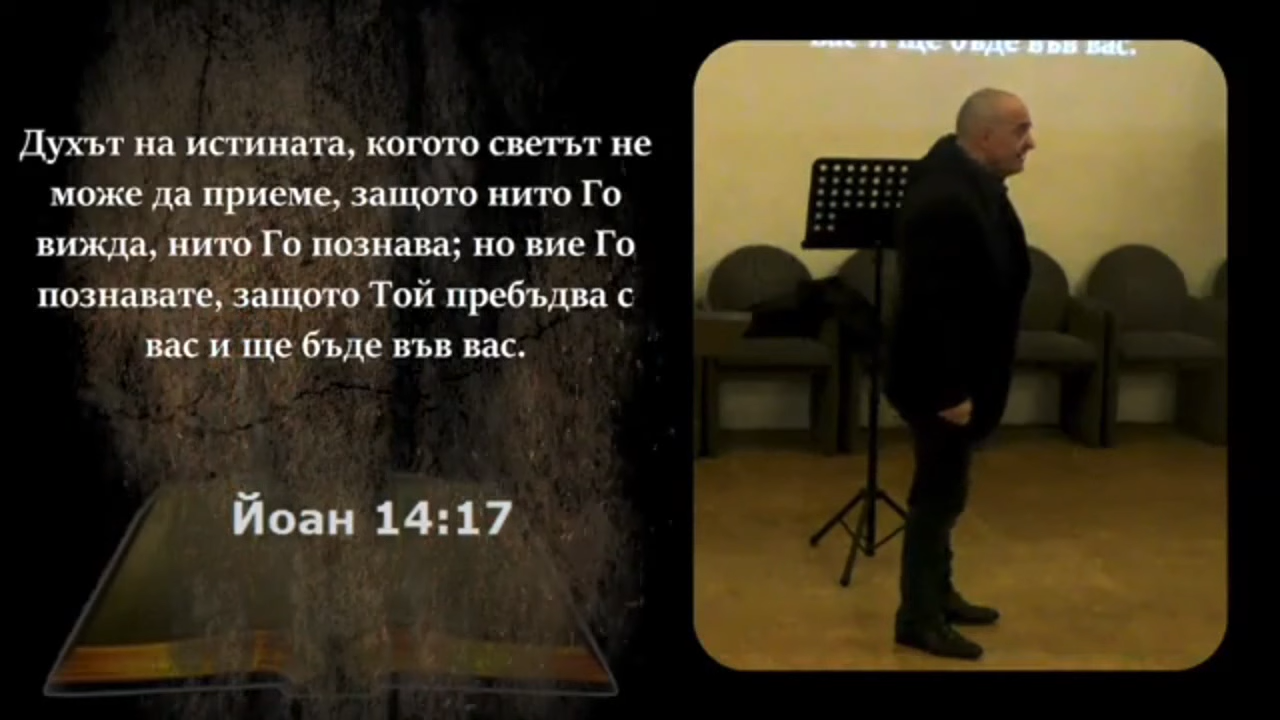 Духът на истината, когото светът не
може да приеме, защото нито Го
вижда, нито Го познава; но вие Го
познавате, защото Той пребъдва с
вас и ще бъде във вас.
Йоан 14:17
вас и ще бъде във вас.